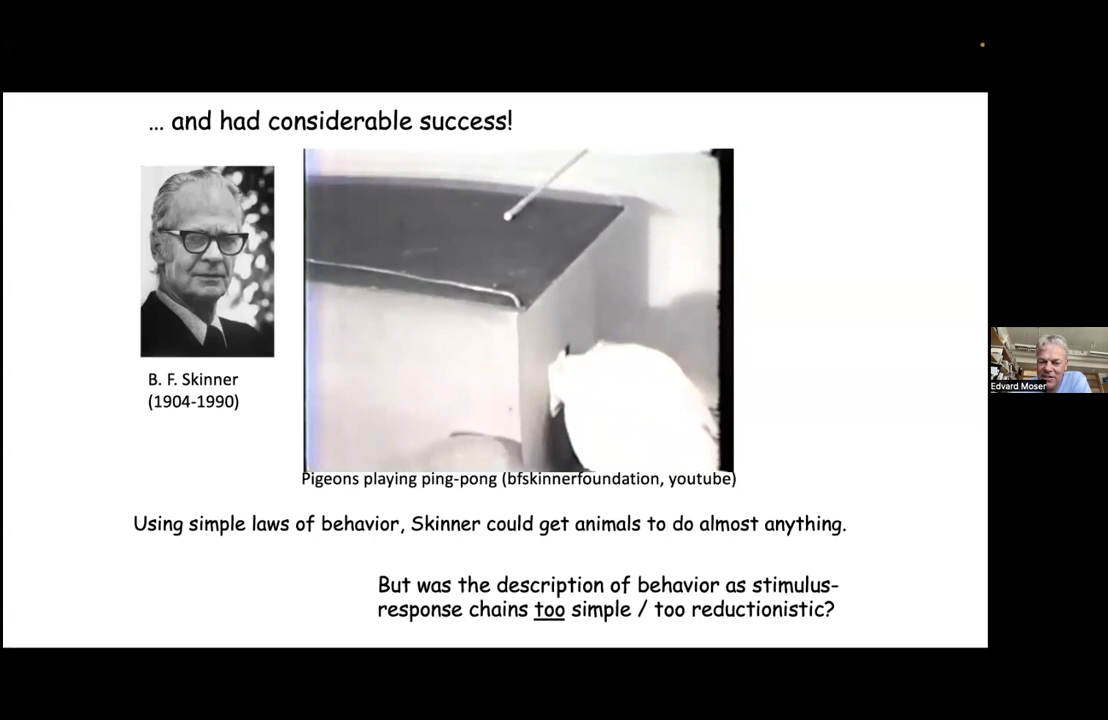 ... and had considerable success!
B. F. Skinner
(1904-1990)
Pigeons playing ping-pong (bfskinnerfoundation, youtube)
Using simple laws of behavior, Skinner could get animals to do almost anything.
But was the description of behavior as stimulus-
response chains too simple / too reductionistic?
Edvard Moser